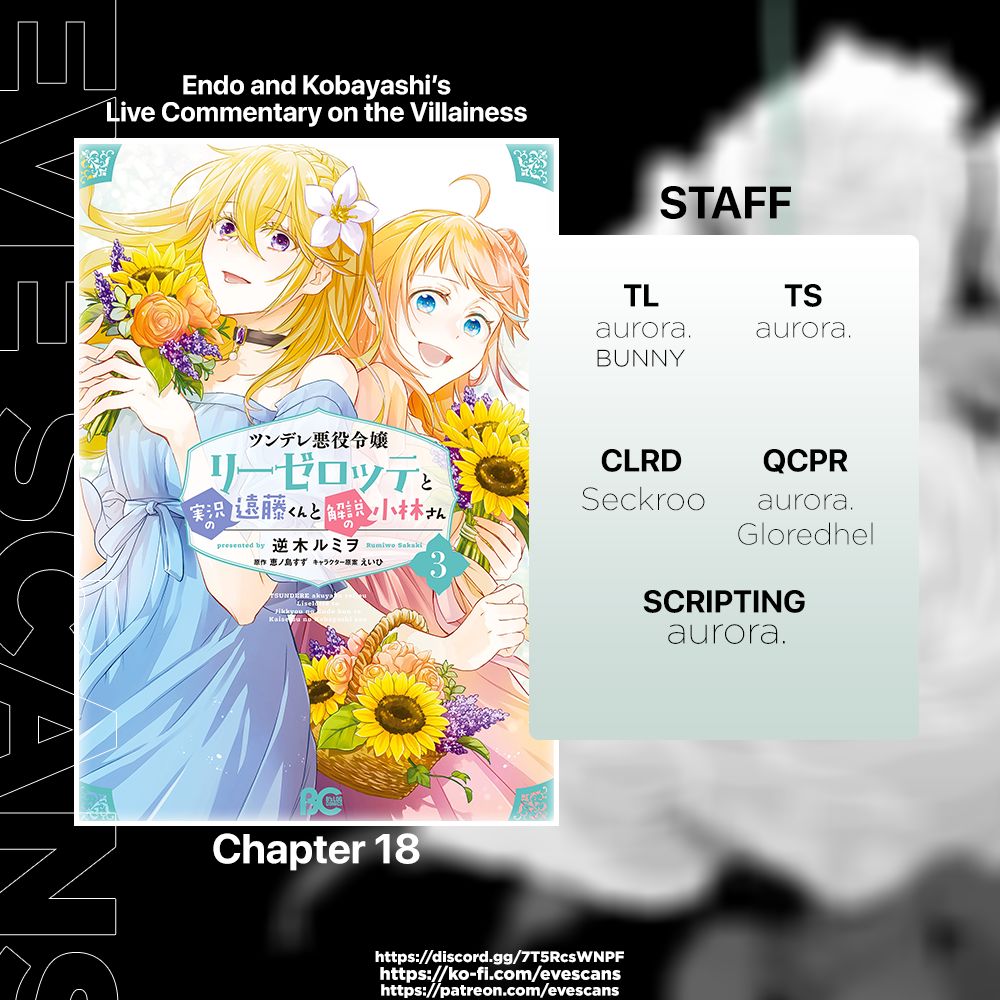 EVE SCANS
Endo and Kobayashi's
Live Commentary on the Villainess
ツンデレ悪役令嬢
リーゼロッテと
実況の遠藤くんと解説の小林さん
presented by 逆木ルミヲ Rumiwo Sakaki
原作 恵ノ島すず キャラクター原案 えいひ
3
TSUNDERE akuyaku reijou
Liselotte to
Jikkyou no Endo kun to
Kaisetsu no Kobayashi san
BC
B's-LOG
COMICS
Chapter 18
STAFF
TL
aurora.
BUNNY
TS
aurora.
CLRD
Seckroo
QCPR
aurora.
Gloredhel
SCRIPTING
aurora.
https://discord.gg/7T5RcsWNPF
https://ko-fi.com/evescans
https://patreon.com/evescans